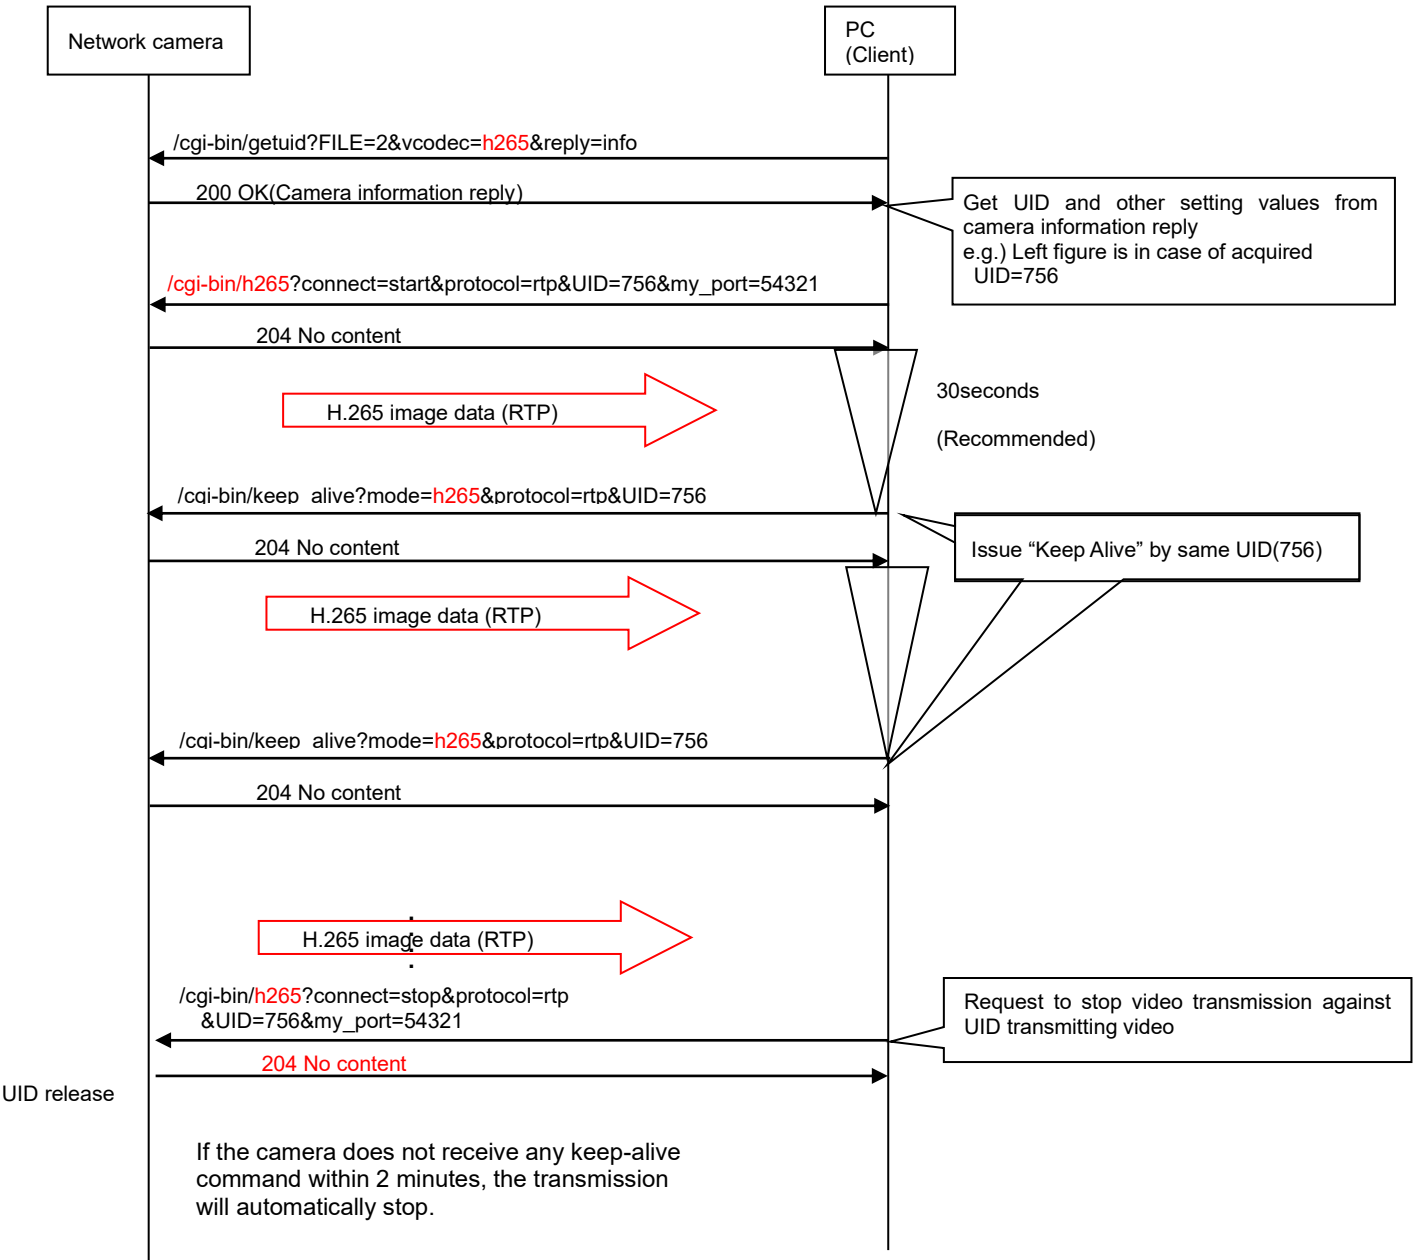 Network camera
PC
(Client)
/cgi-bin/getuid?FILE=2&vcodec=h265&reply=info
200 OK(Camera information reply)
Get UID and other setting values from
camera information reply
e.g.) Left figure is in case of acquired
UID=756
/cgi-bin/h265?connect=start&protocol=rtp&UID=756&my_port=54321
204 No content
30seconds
H.265 image data (RTP)
(Recommended)
/cgi-bin/keep_alive?mode=h265&protocol=rtp&UID=756
204 No content
Issue “Keep Alive” by same UID(756)
H.265 image data (RTP)
/cgi-bin/keep_alive?mode=h265&protocol=rtp&UID=756
204 No content
H.265 image data (RTP)
/cgi-bin/h265?connect=stop&protocol=rtp
&UID=756&my_port=54321
Request to stop video transmission against
UID transmitting video
204 No content
UID release
If the camera does not receive any keep-alive
command within 2 minutes, the transmission
will automatically stop.